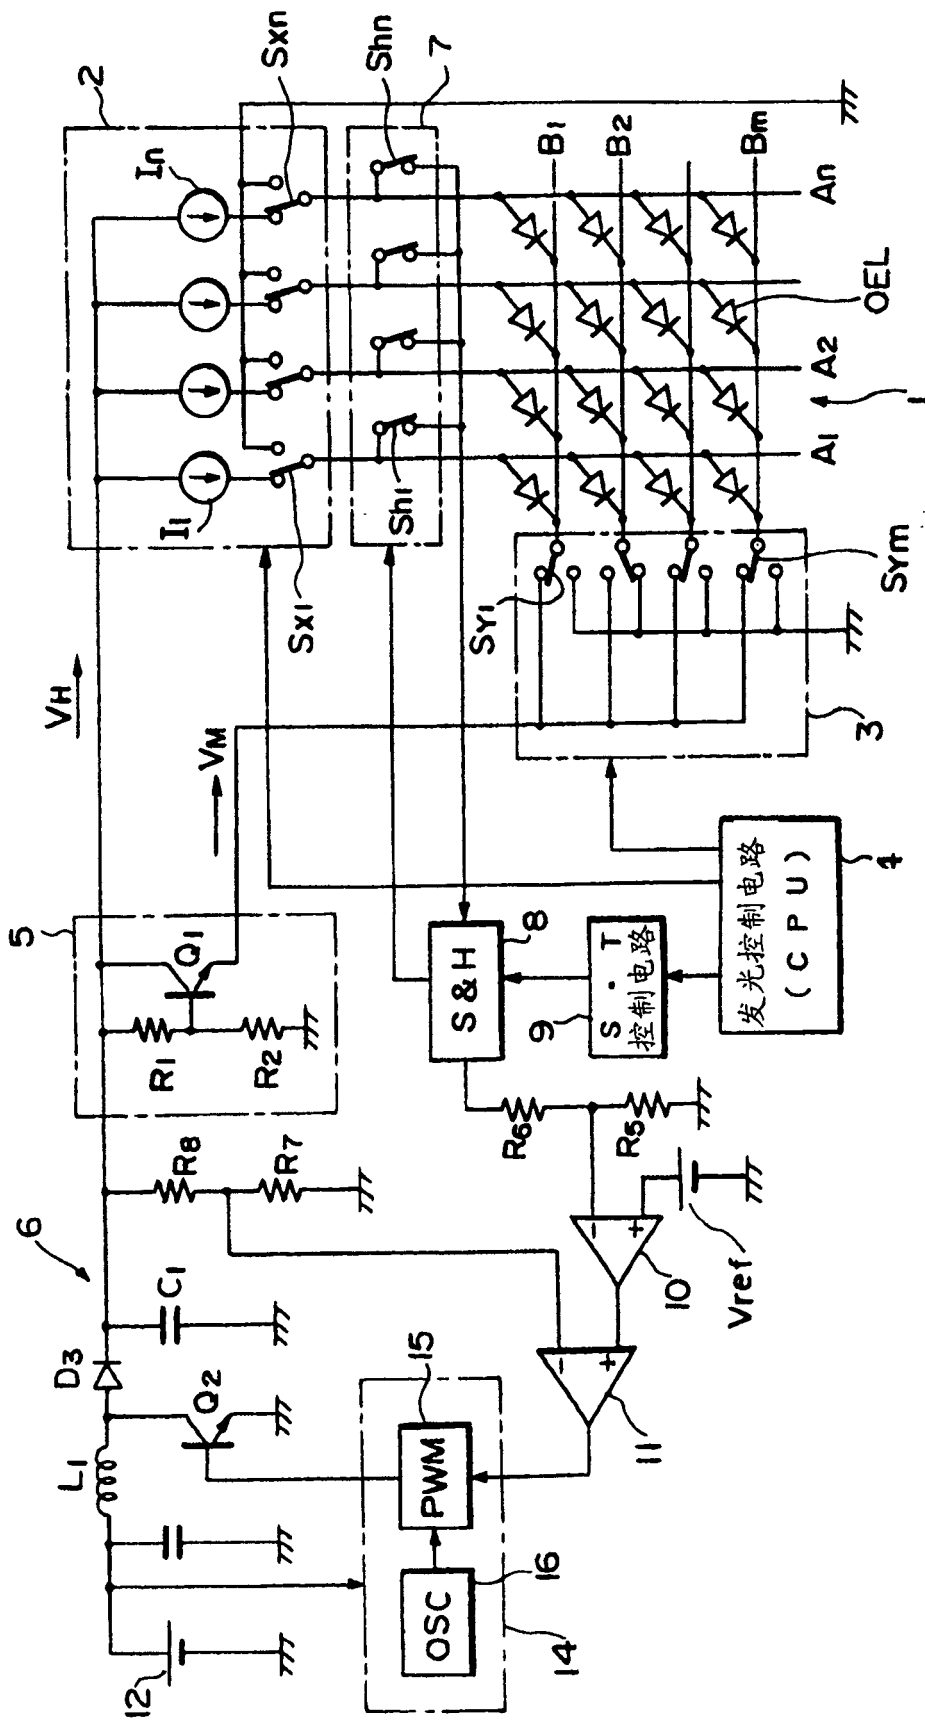 2
In
Sxn
I1
Sx1
Shn
7
Sh1
VH
VM
B1
B2
Bm
An
A2
A1
OEL
1
SY1
SYm
3
5
Q1
R1
R2
S&H
8
S・T
控制电路
9
发光控制电路
(CPU)
4
6
R8
R7
R6
R5
Vref
10
11
C1
D3
L1
Q2
12
PWM
15
OSC
16
14
+
−
+
−